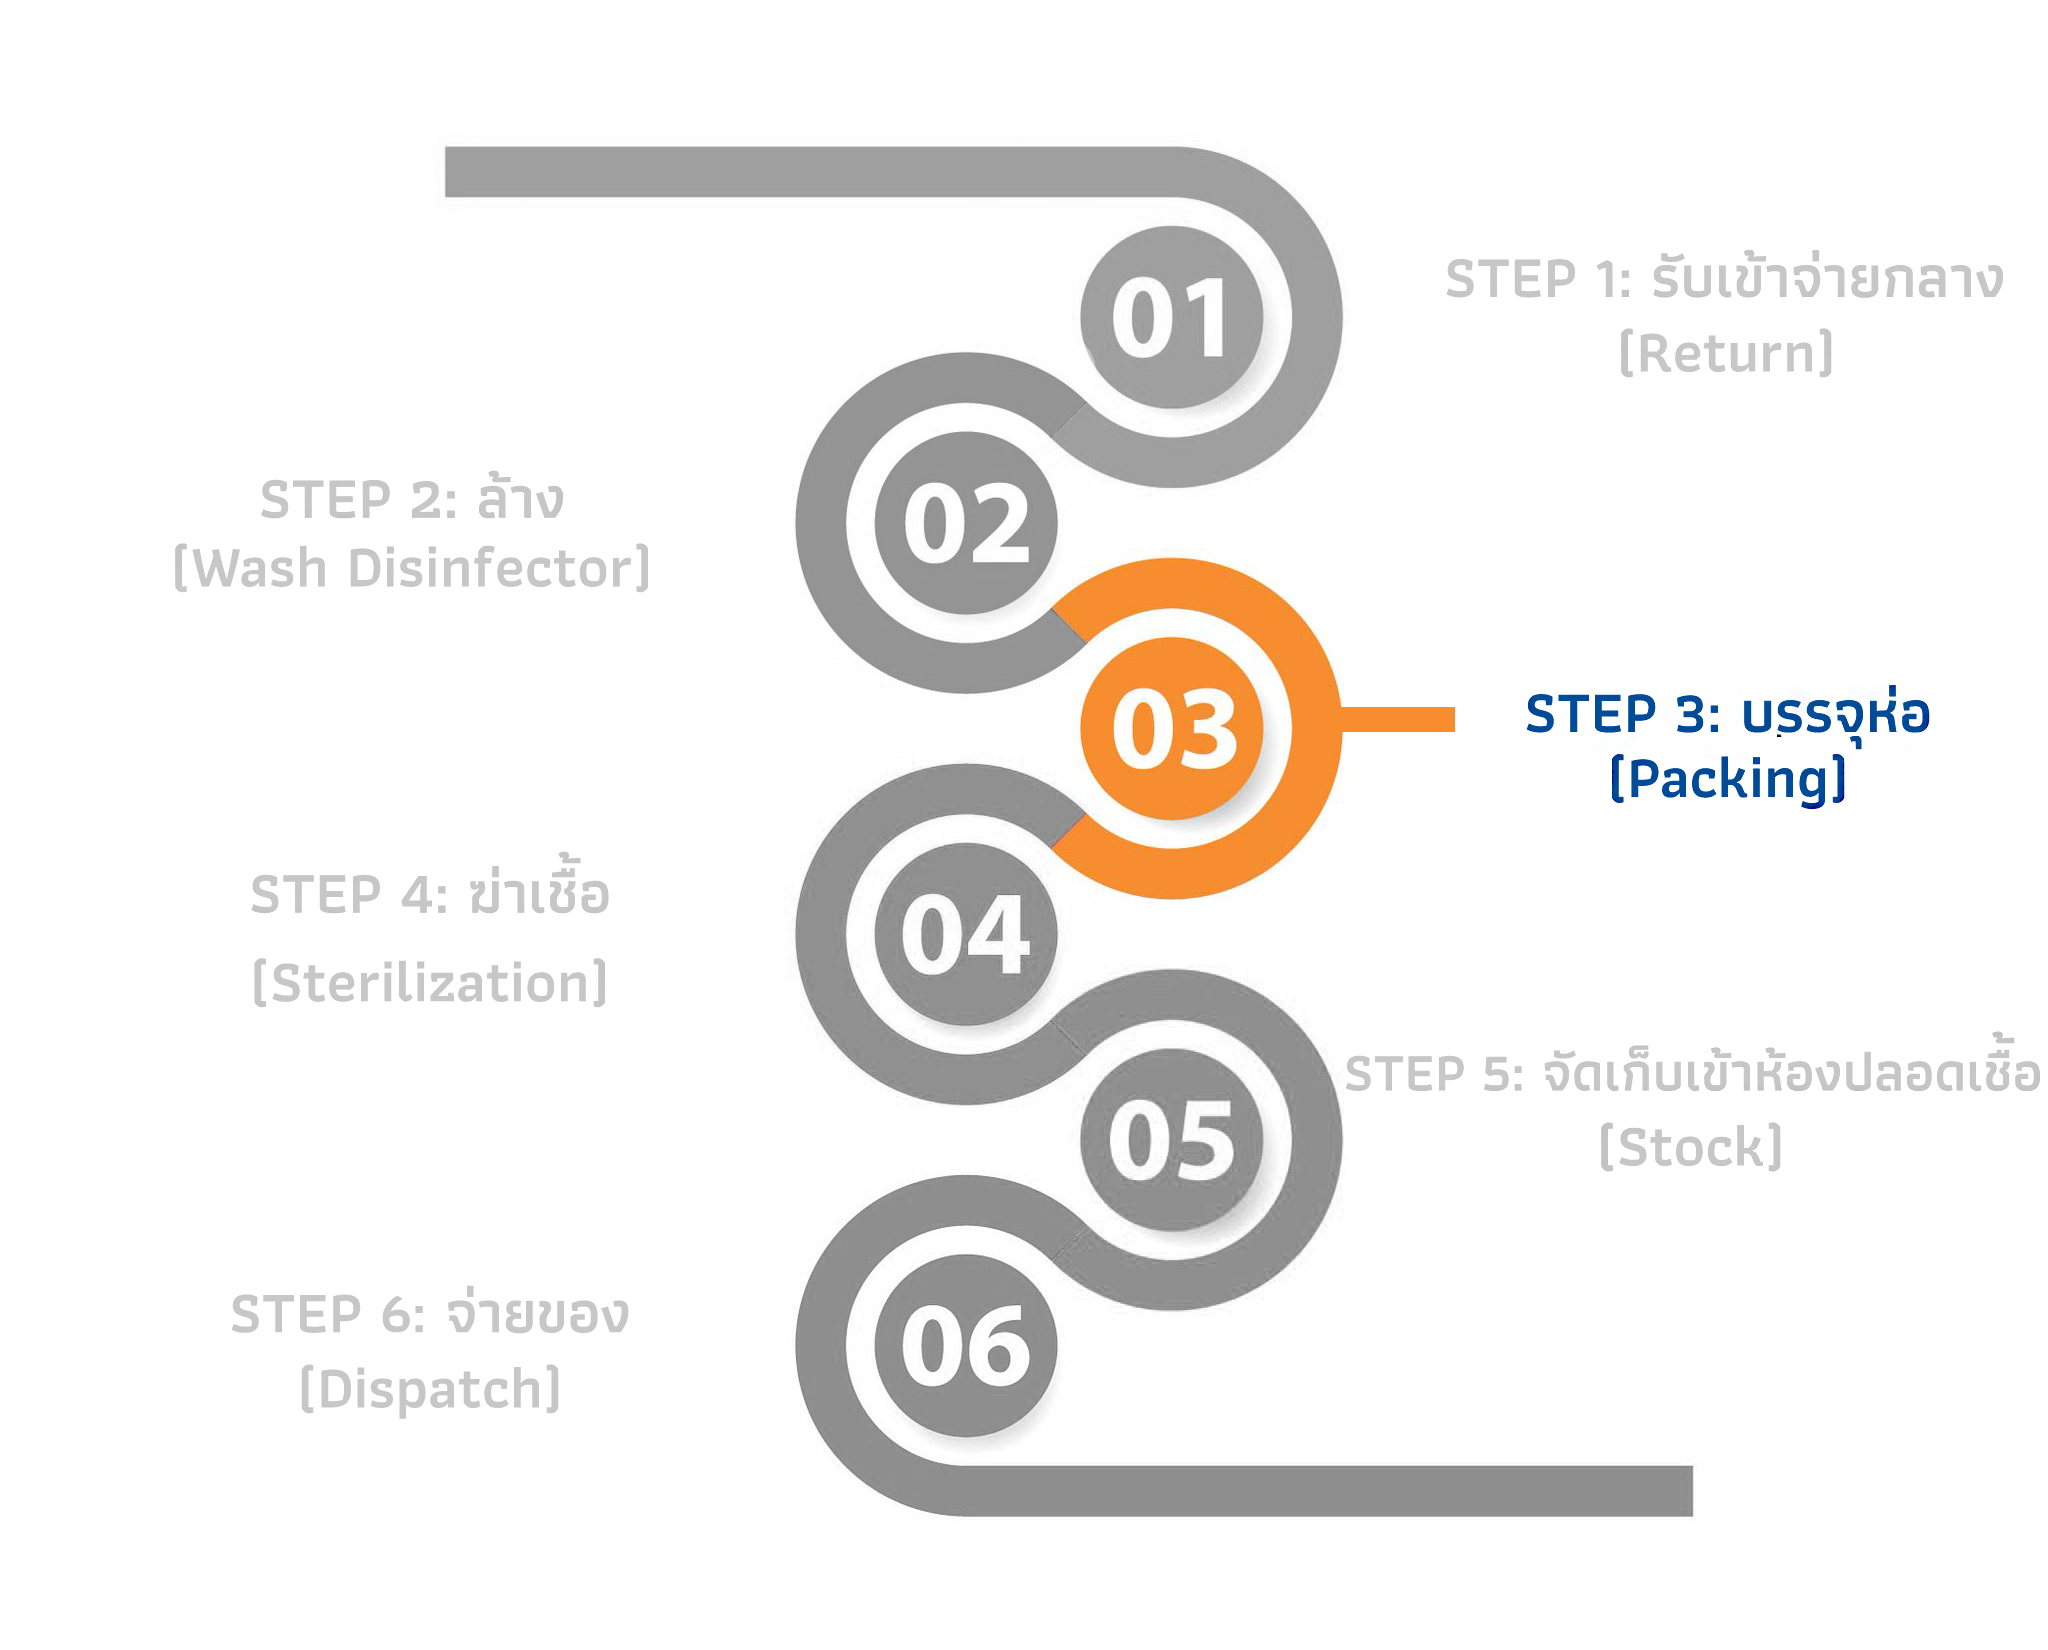 01
STEP 1: รับเข้าจ่ายกลาง
(Return)
02
STEP 2: ล้าง
(Wash Disinfector)
03
STEP 3: บรรจุห่อ
(Packing)
04
STEP 4: ฆ่าเชื้อ
(Sterilization)
05
STEP 5: จัดเก็บเข้าห้องปลอดเชื้อ
(Stock)
06
STEP 6: จ่ายของ
(Dispatch)